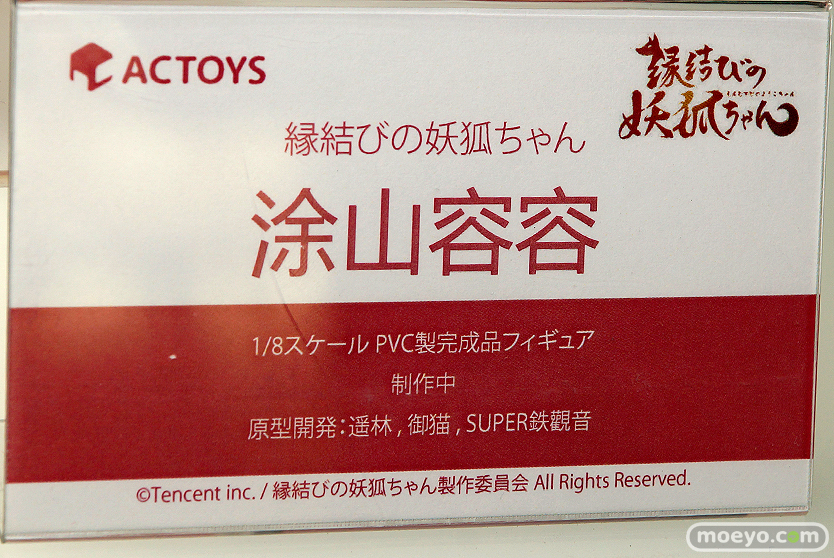 ACTOYS
縁結びの
妖狐ちゃん
縁結びの妖狐ちゃん
涂山容容
1/8スケール PVC製完成品フィギュア
制作中
原型開発：遥林 , 御猫 , SUPER鉄觀音
©Tencent inc. / 縁結びの妖狐ちゃん製作委員会 All Rights Reserved.
moeyo.com